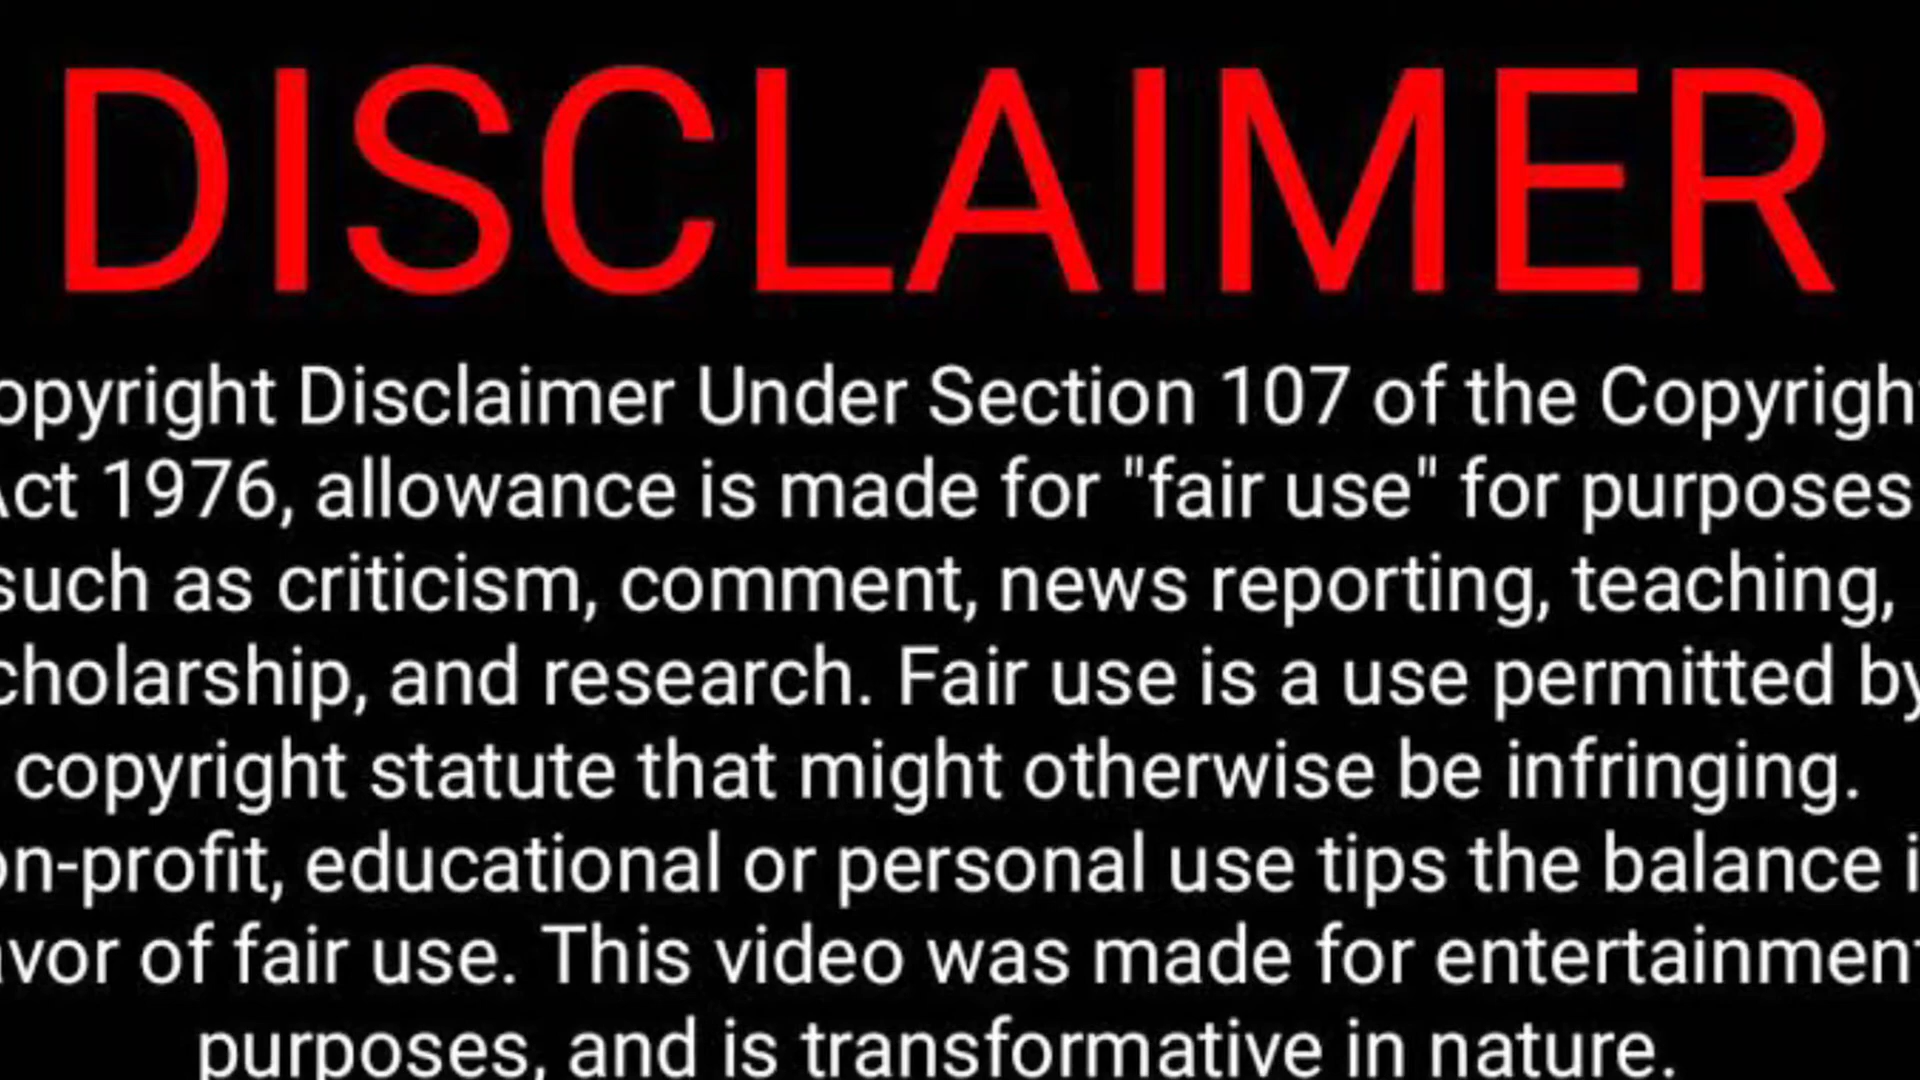 DISCLAIMER
opyright Disclaimer Under Section 107 of the Copyright
Act 1976, allowance is made for "fair use" for purposes
such as criticism, comment, news reporting, teaching,
cholarship, and research. Fair use is a use permitted by
copyright statute that might otherwise be infringing.
on-profit, educational or personal use tips the balance i
avor of fair use. This video was made for entertainment
purposes, and is transformative in nature.